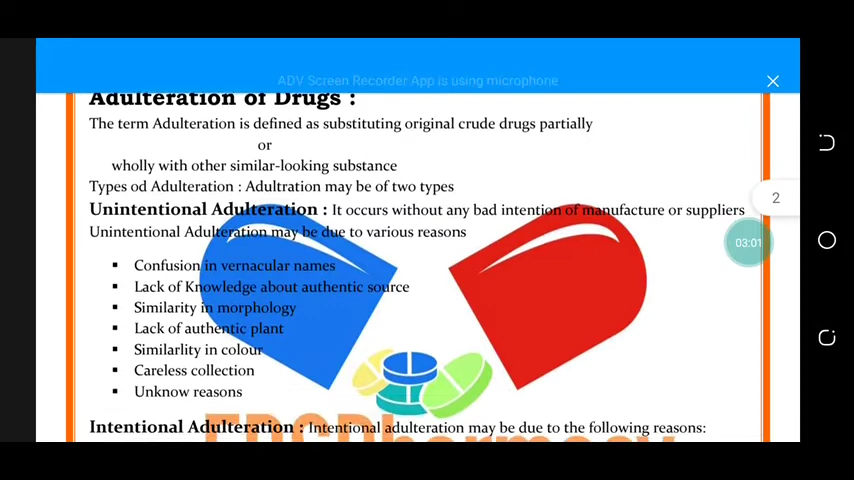 ADV Screen Recorder App is using microphone
Adulteration of Drugs :
The term Adulteration is defined as substituting original crude drugs partially
or
wholly with other similar-looking substance
Types od Adulteration : Adultration may be of two types
2
Unintentional Adulteration : It occurs without any bad intention of manufacture or suppliers
Unintentional Adulteration may be due to various reasons
03:01
▪ Confusion in vernacular names
▪ Lack of Knowledge about authentic source
▪ Similarity in morphology
▪ Lack of authentic plant
▪ Similarlity in colour
▪ Careless collection
▪ Unknow reasons
Intentional Adulteration : Intentional adulteration may be due to the following reasons: